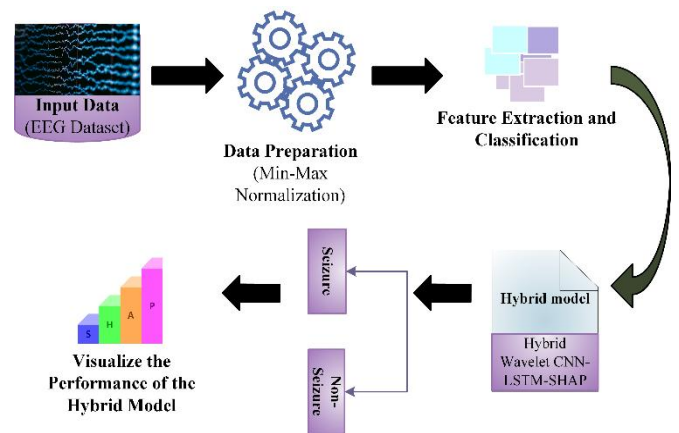 Input Data
(EEG Dataset)
Data Preparation
(Min-Max
Normalization)
Feature Extraction and
Classification
Hybrid model
Hybrid
Wavelet CNN-
LSTM-SHAP
Seizure
Non-
Seizure
S H A P
Visualize the
Performance of the
Hybrid Model